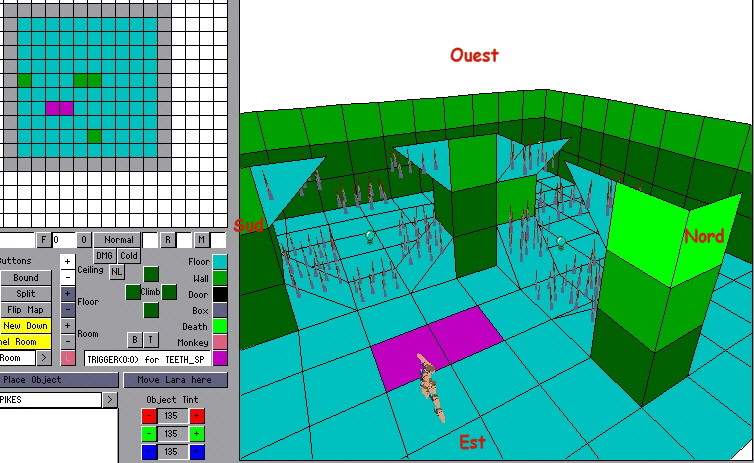 Ouest
Sud
Nord
Est
F 0 0 Normal R M
uttons
DMG Cold
Ceiling NL
Floor
Bound
Wall
Split
Climb
Door
Floor
Flip Map
Box
New Down
Death
nel Room
Room
B T
Monkey
Room >
L
TRIGGER(0:0) for TEETH_SP
Place Object
Move Lara here
PIKES >
Object Tint
- 135 +
- 135 +
- 135 +